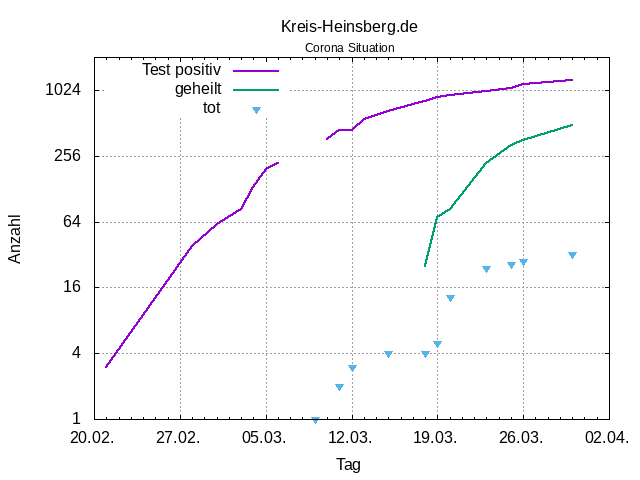 Kreis-Heinsberg.de
Corona Situation
Test positiv
geheilt
tot
Anzahl
1024
256
64
16
4
1
20.02. 27.02. 05.03. 12.03. 19.03. 26.03. 02.04.
Tag